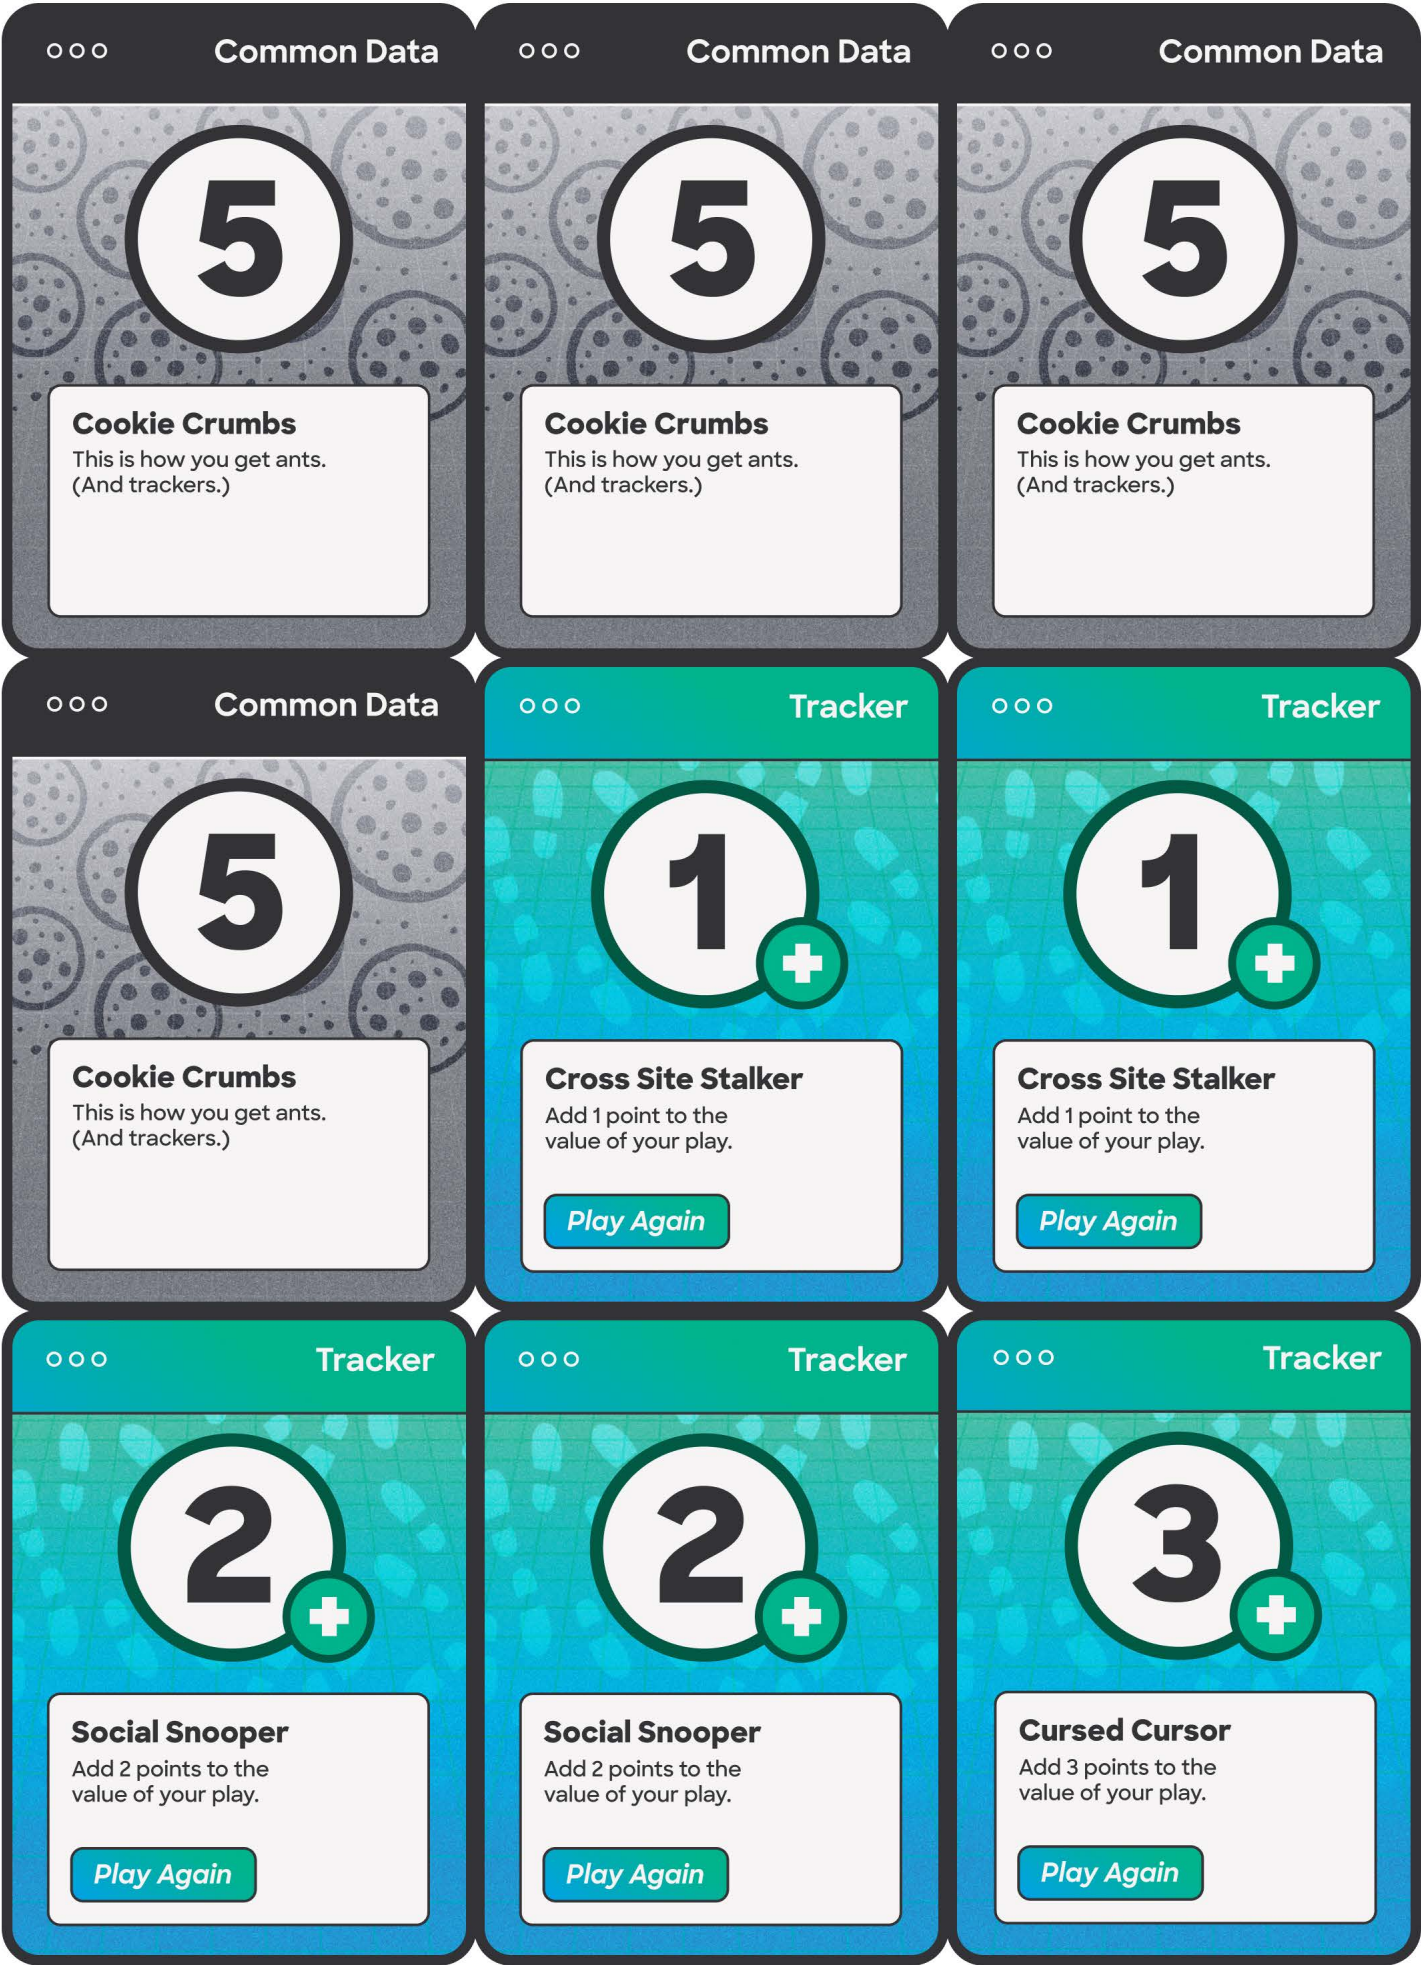 Common Data
5
Cookie Crumbs
This is how you get ants.
(And trackers.)
Common Data
5
Cookie Crumbs
This is how you get ants.
(And trackers.)
Common Data
5
Cookie Crumbs
This is how you get ants.
(And trackers.)
Common Data
5
Cookie Crumbs
This is how you get ants.
(And trackers.)
Tracker
1
+
Cross Site Stalker
Add 1 point to the
value of your play.
Play Again
Tracker
1
+
Cross Site Stalker
Add 1 point to the
value of your play.
Play Again
Tracker
2
+
Social Snooper
Add 2 points to the
value of your play.
Play Again
Tracker
2
+
Social Snooper
Add 2 points to the
value of your play.
Play Again
Tracker
3
+
Cursed Cursor
Add 3 points to the
value of your play.
Play Again